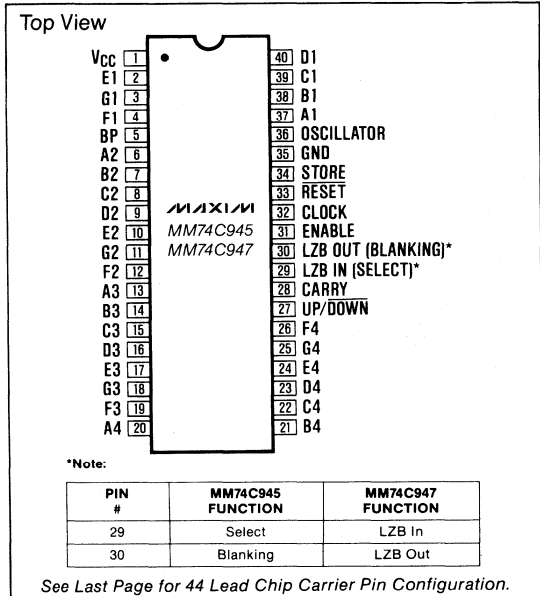 Top View
VCC 1
E1 2
G1 3
F1 4
BP 5
A2 6
B2 7
C2 8
D2 9
E2 10
G2 11
F2 12
A3 13
B3 14
C3 15
D3 16
E3 17
G3 18
F3 19
A4 20
MAXIM
MM74C945
MM74C947
40 D1
39 C1
38 B1
37 A1
36 OSCILLATOR
35 GND
34 STORE
33 RESET
32 CLOCK
31 ENABLE
30 LZB OUT (BLANKING)*
29 LZB IN (SELECT)*
28 CARRY
27 UP/DOWN
26 F4
25 G4
24 E4
23 D4
22 C4
21 B4
*Note:
PIN # MM74C945 FUNCTION MM74C947 FUNCTION
29 Select LZB In
30 Blanking LZB Out
See Last Page for 44 Lead Chip Carrier Pin Configuration.